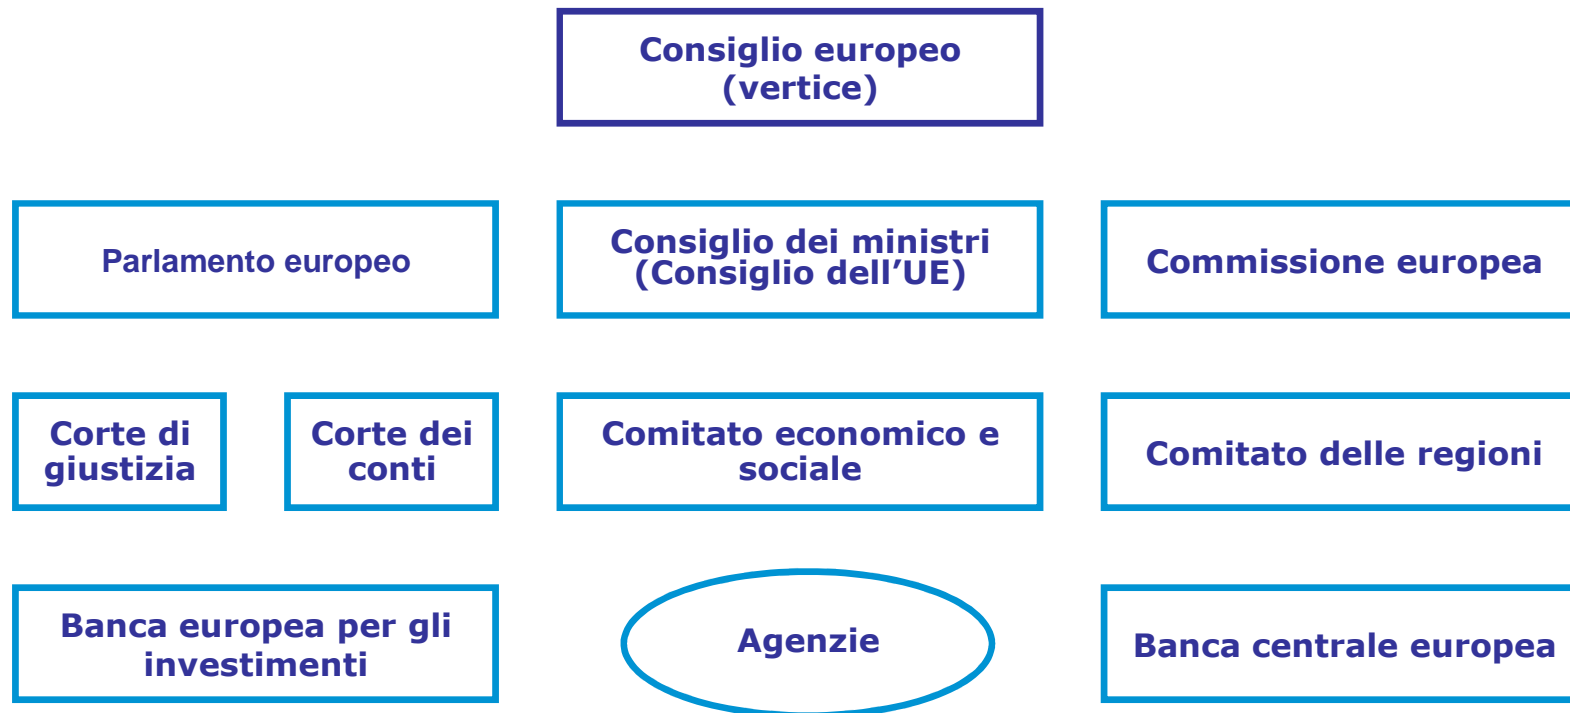 Consiglio europeo
(vertice)
Parlamento europeo
Consiglio dei ministri
(Consiglio dell’UE)
Commissione europea
Corte di
giustizia
Corte dei
conti
Comitato economico e
sociale
Comitato delle regioni
Banca europea per gli
investimenti
Agenzie
Banca centrale europea